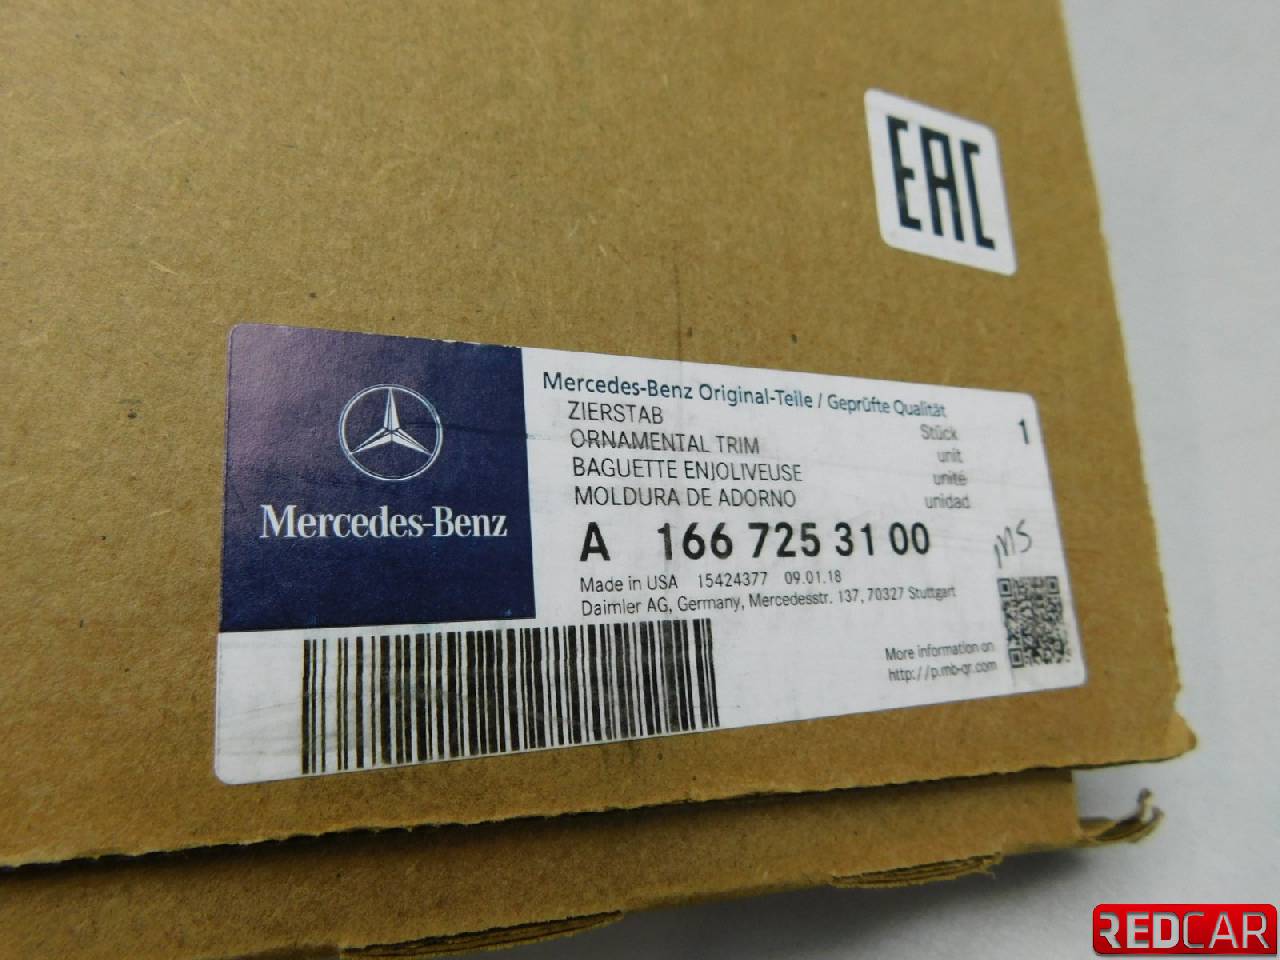 EAC
Mercedes-Benz
Mercedes-Benz Original-Teile / Geprüfte Qualität
ZIERSTAB Stück 1
ORNAMENTAL TRIM unit
BAGUETTE ENJOLIVEUSE unité
MOLDURA DE ADORNO unidad
A 166 725 31 00
MS
Made in USA 15424377 09.01.18
Daimler AG, Germany, Mercedesstr. 137, 70327 Stuttgart
More information on
http://p.mb-qr.com
REDCAR